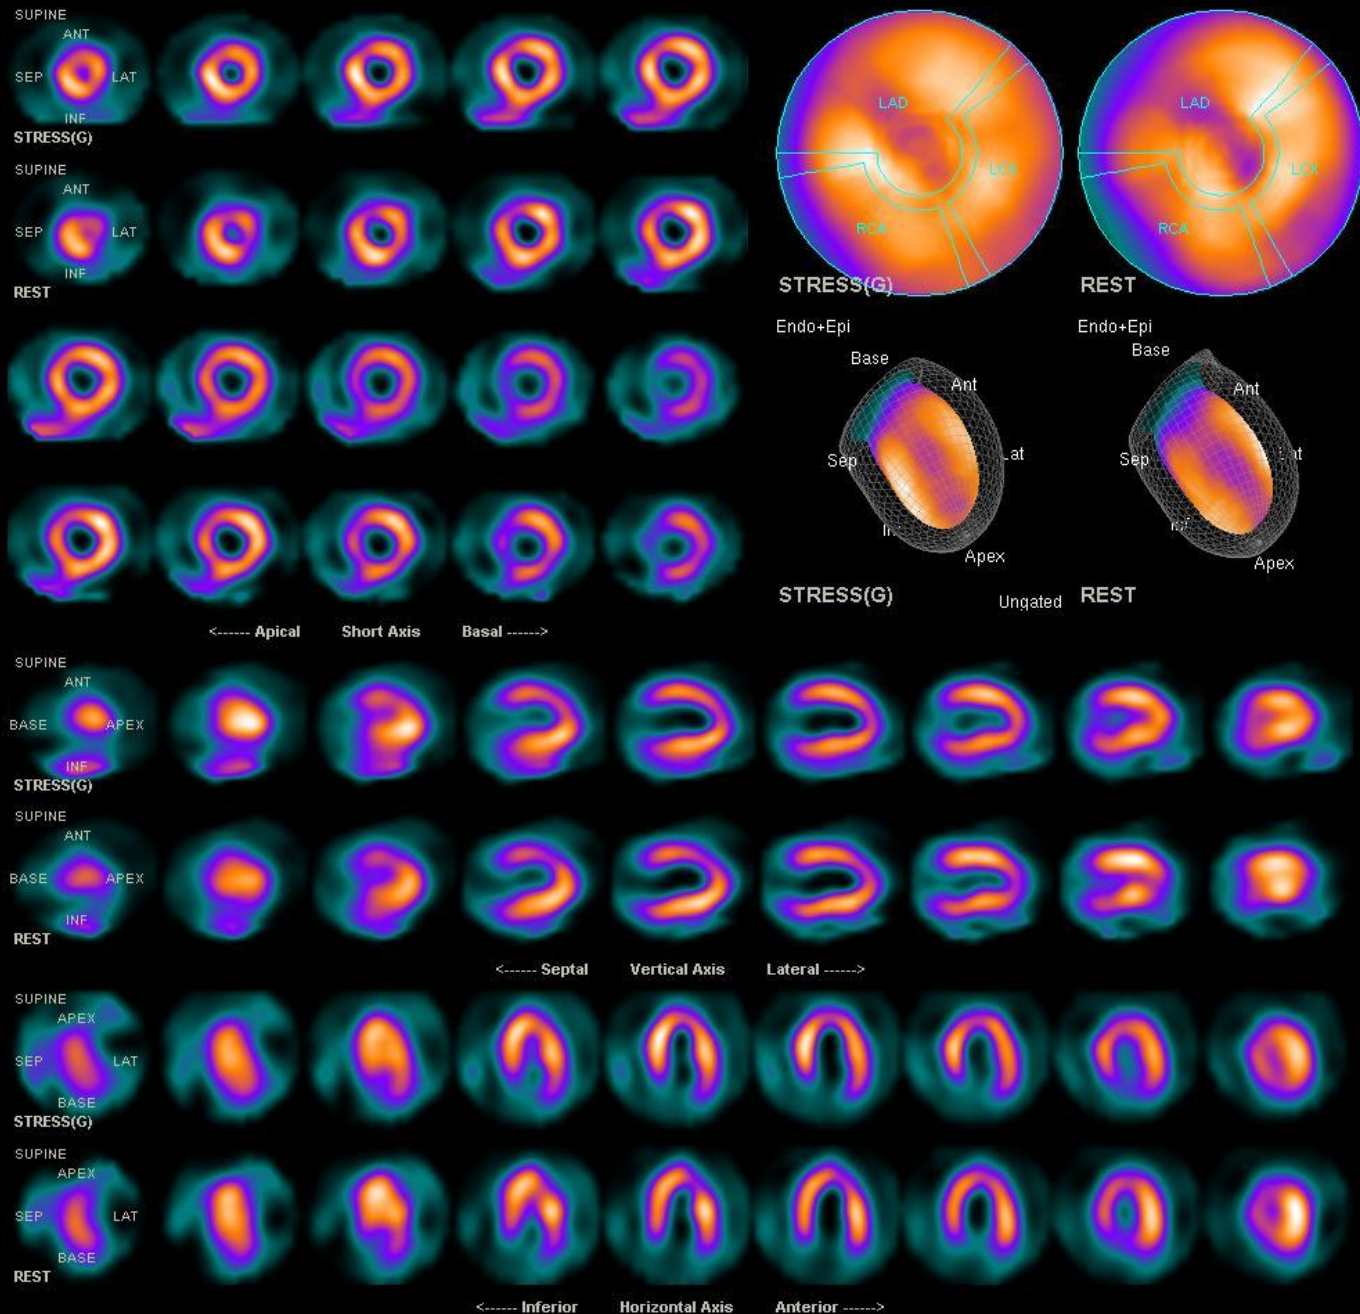 SUPINE
ANT
SEP LAT
INF
STRESS(G)
SUPINE
ANT
SEP LAT
INF
REST
<------ Apical Short Axis Basal ------>
LAD
LCX
RCA
STRESS(G)
LAD
LCX
RCA
REST
Endo+Epi
Base
Ant
Sep
Lat
Apex
STRESS(G)
Ungated
Endo+Epi
Base
Ant
Sep
Inf
Apex
REST
SUPINE
ANT
BASE APEX
INF
STRESS(G)
SUPINE
ANT
BASE APEX
INF
REST
<------ Septal Vertical Axis Lateral ------>
SUPINE
APEX
SEP LAT
BASE
STRESS(G)
SUPINE
APEX
SEP LAT
BASE
REST
<------ Inferior Horizontal Axis Anterior ------>